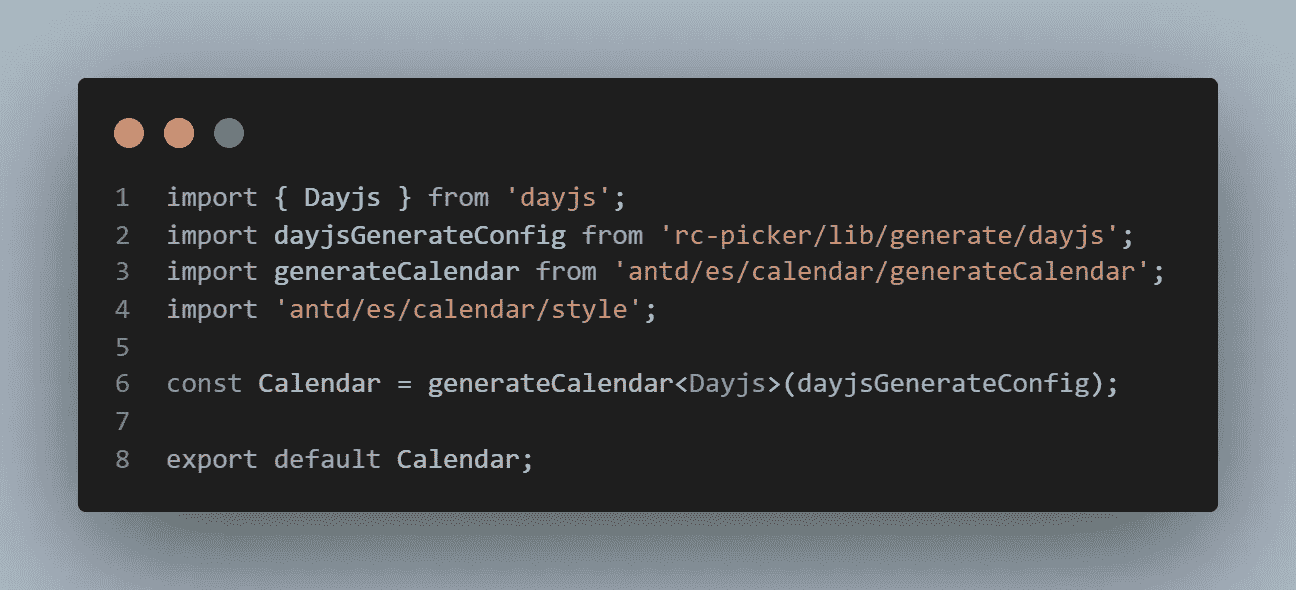 1 import { Dayjs } from 'dayjs';
2 import dayjsGenerateConfig from 'rc-picker/lib/generate/dayjs';
3 import generateCalendar from 'antd/es/calendar/generateCalendar';
4 import 'antd/es/calendar/style';
5
6 const Calendar = generateCalendar<Dayjs>(dayjsGenerateConfig);
7
8 export default Calendar;